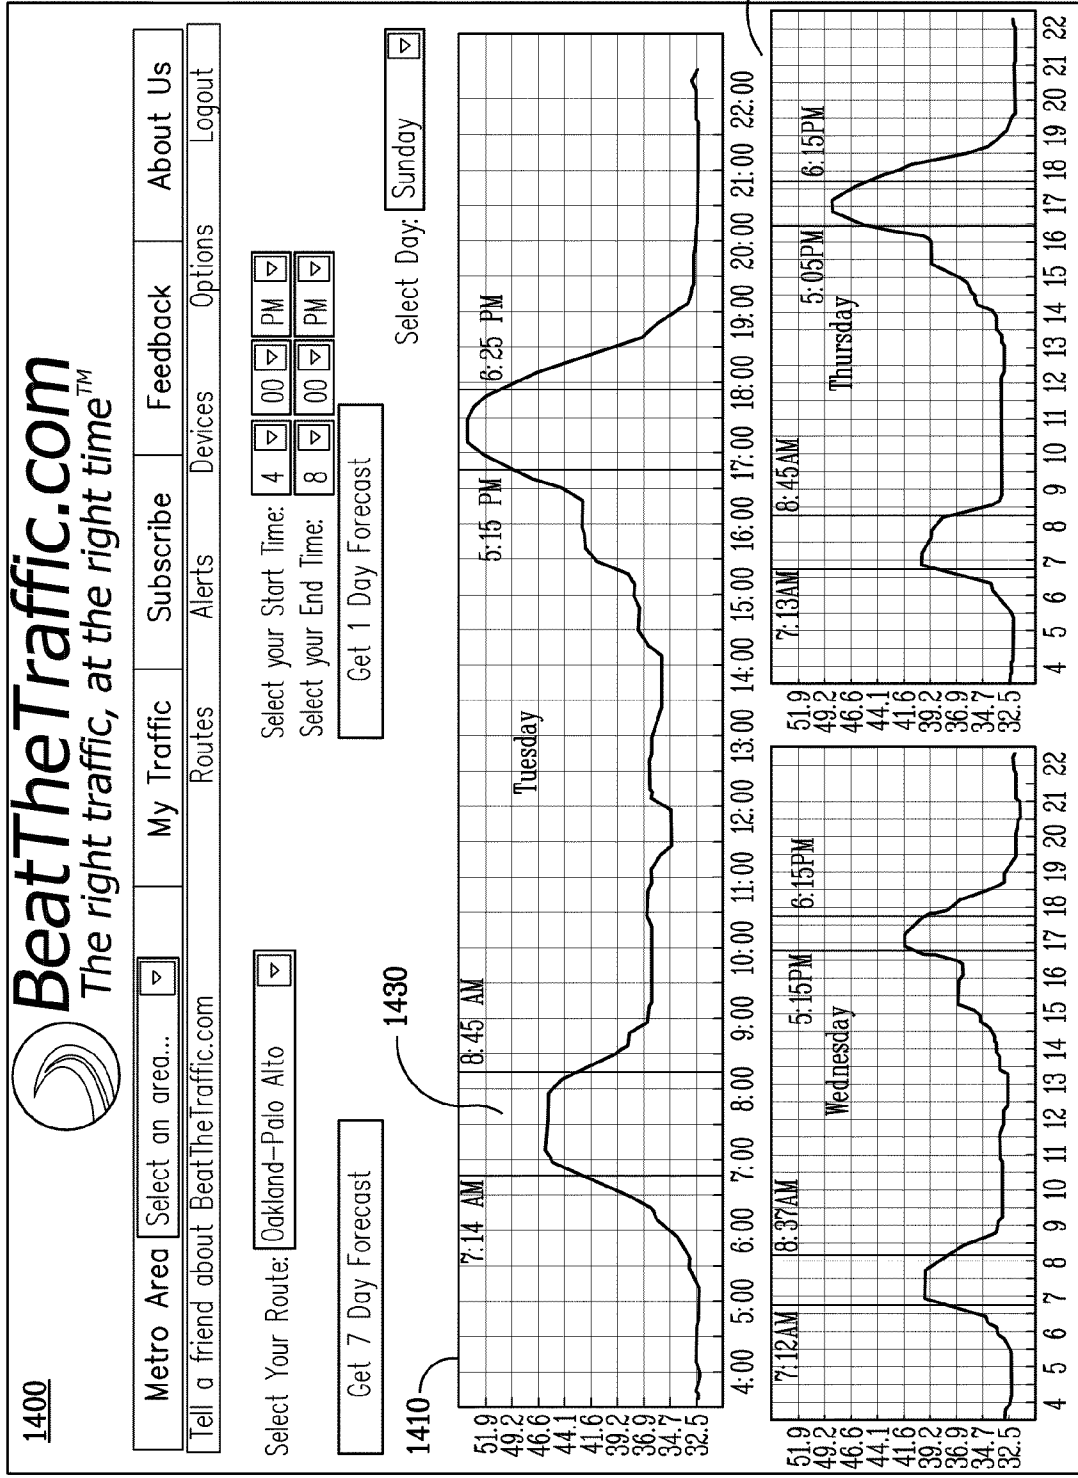 1400
BeatTheTraffic.com
The right traffic, at the right time™
Metro Area Select an area... My Traffic Subscribe Feedback About Us
Tell a friend about BeatTheTraffic.com Routes Alerts Devices Options Logout
Select Your Route: Oakland-Palo Alto
Select your Start Time: 4 00 PM
Select your End Time: 8 00 PM
Get 7 Day Forecast
Get 1 Day Forecast
Select Day: Sunday
1410
1430
7:14 AM 8:45 AM 5:15 PM 6:25 PM
Tuesday
51.9
49.2
46.6
44.1
41.6
39.2
36.9
34.7
32.5
4:00 5:00 6:00 7:00 8:00 9:00 10:00 11:00 12:00 13:00 14:00 15:00 16:00 17:00 18:00 19:00 20:00 21:00 22:00
7:12AM 8:37AM 5:15PM 6:15PM
Wednesday
51.9
49.2
46.6
44.1
41.6
39.2
36.9
34.7
32.5
4 5 6 7 8 9 10 11 12 13 14 15 16 17 18 19 20 21 22
7:13AM 8:45AM 5:05PM 6:15PM
Thursday
51.9
49.2
46.6
44.1
41.6
39.2
36.9
34.7
32.5
4 5 6 7 8 9 10 11 12 13 14 15 16 17 18 19 20 21 22